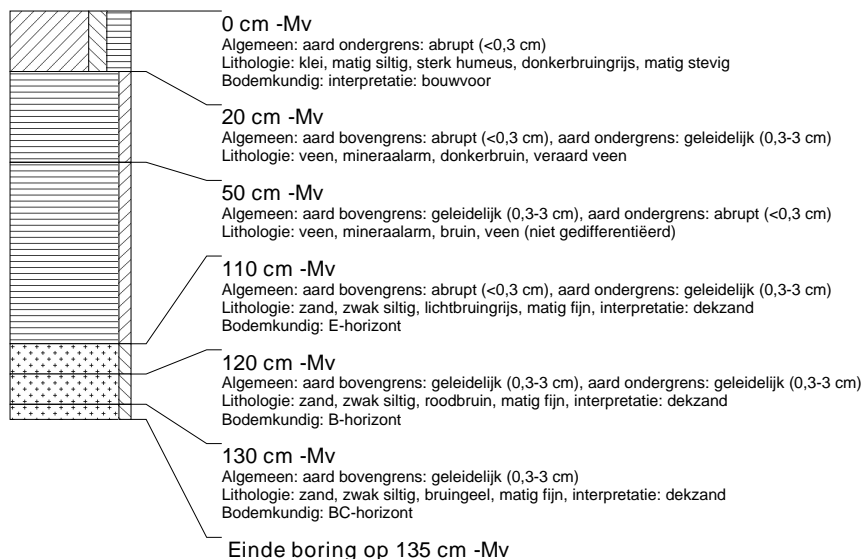 0 cm -Mv
Algemeen: aard ondergrens: abrupt (<0,3 cm)
Lithologie: klei, matig siltig, sterk humeus, donkerbruingrijs, matig stevig
Bodemkundig: interpretatie: bouwvoor
20 cm -Mv
Algemeen: aard bovengrens: abrupt (<0,3 cm), aard ondergrens: geleidelijk (0,3-3 cm)
Lithologie: veen, mineraalarm, donkerbruin, veraard veen
50 cm -Mv
Algemeen: aard bovengrens: geleidelijk (0,3-3 cm), aard ondergrens: abrupt (<0,3 cm)
Lithologie: veen, mineraalarm, bruin, veen (niet gedifferentiëerd)
110 cm -Mv
Algemeen: aard bovengrens: abrupt (<0,3 cm), aard ondergrens: geleidelijk (0,3-3 cm)
Lithologie: zand, zwak siltig, lichtbruingrijs, matig fijn, interpretatie: dekzand
Bodemkundig: E-horizont
120 cm -Mv
Algemeen: aard bovengrens: geleidelijk (0,3-3 cm), aard ondergrens: geleidelijk (0,3-3 cm)
Lithologie: zand, zwak siltig, roodbruin, matig fijn, interpretatie: dekzand
Bodemkundig: B-horizont
130 cm -Mv
Algemeen: aard bovengrens: geleidelijk (0,3-3 cm)
Lithologie: zand, zwak siltig, bruingeel, matig fijn, interpretatie: dekzand
Bodemkundig: BC-horizont
Einde boring op 135 cm -Mv